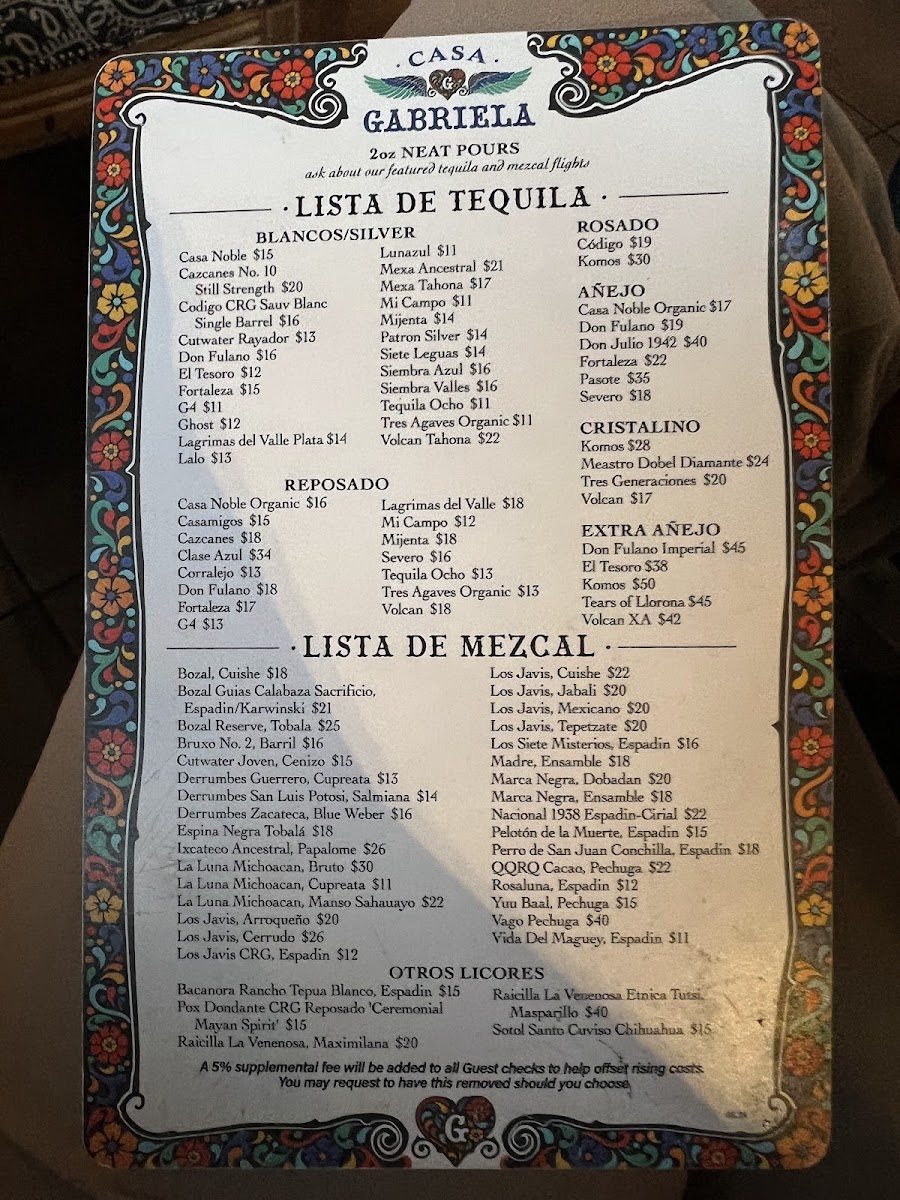 · CASA ·
G
GABRIELA
2oz NEAT POURS
ask about our featured tequila and mezcal flights
· LISTA DE TEQUILA ·
BLANCOS/SILVER
Casa Noble $15
Cazcanes No. 10
Still Strength $20
Codigo CRG Sauv Blanc
Single Barrel $16
Cutwater Rayador $13
Don Fulano $16
El Tesoro $12
Fortaleza $15
G4 $11
Ghost $12
Lagrimas del Valle Plata $14
Lalo $13
Lunazul $11
Mexa Ancestral $21
Mexa Tahona $17
Mi Campo $11
Mijenta $14
Patron Silver $14
Siete Leguas $14
Siembra Azul $16
Siembra Valles $16
Tequila Ocho $11
Tres Agaves Organic $11
Volcan Tahona $22
REPOSADO
Casa Noble Organic $16
Casamigos $15
Cazcanes $18
Clase Azul $34
Corralejo $13
Don Fulano $18
Fortaleza $17
G4 $13
Lagrimas del Valle $18
Mi Campo $12
Mijenta $18
Severo $16
Tequila Ocho $13
Tres Agaves Organic $13
Volcan $18
ROSADO
Código $19
Komos $30
AÑEJO
Casa Noble Organic $17
Don Fulano $19
Don Julio 1942 $40
Fortaleza $22
Pasote $35
Severo $18
CRISTALINO
Komos $28
Meastro Dobel Diamante $24
Tres Generaciones $20
Volcan $17
EXTRA AÑEJO
Don Fulano Imperial $45
El Tesoro $38
Komos $50
Tears of Llorona $45
Volcan XA $42
· LISTA DE MEZCAL ·
Bozal, Cuishe $18
Bozal Guias Calabaza Sacrificio,
Espadin/Karwinski $21
Bozal Reserve, Tobala $25
Bruxo No. 2, Barril $16
Cutwater Joven, Cenizo $15
Derrumbes Guerrero, Cupreata $13
Derrumbes San Luis Potosi, Salmiana $14
Derrumbes Zacateca, Blue Weber $16
Espina Negra Tobalá $18
Ixcateco Ancestral, Papalome $26
La Luna Michoacan, Bruto $30
La Luna Michoacan, Cupreata $11
La Luna Michoacan, Manso Sahauayo $22
Los Javis, Arroqueño $20
Los Javis, Cerrudo $26
Los Javis CRG, Espadin $12
Los Javis, Cuishe $22
Los Javis, Jabali $20
Los Javis, Mexicano $20
Los Javis, Tepetzate $20
Los Siete Misterios, Espadin $16
Madre, Ensamble $18
Marca Negra, Dobadan $20
Marca Negra, Ensamble $18
Nacional 1938 Espadin-Cirial $22
Pelotón de la Muerte, Espadin $15
Perro de San Juan Conchilla, Espadin $18
QQRQ Cacao, Pechuga $22
Rosaluna, Espadin $12
Yuu Baal, Pechuga $15
Vago Pechuga $40
Vida Del Maguey, Espadin $11
OTROS LICORES
Bacanora Rancho Tepua Blanco, Espadin $15
Pox Dondante CRG Reposado 'Ceremonial
Mayan Spirit' $15
Raicilla La Venenosa, Maximilana $20
Raicilla La Venenosa Etnica Tutsi,
Masparillo $40
Sotol Santo Cuviso Chihuahua $15
A 5% supplemental fee will be added to all Guest checks to help offset rising costs.
You may request to have this removed should you choose
G